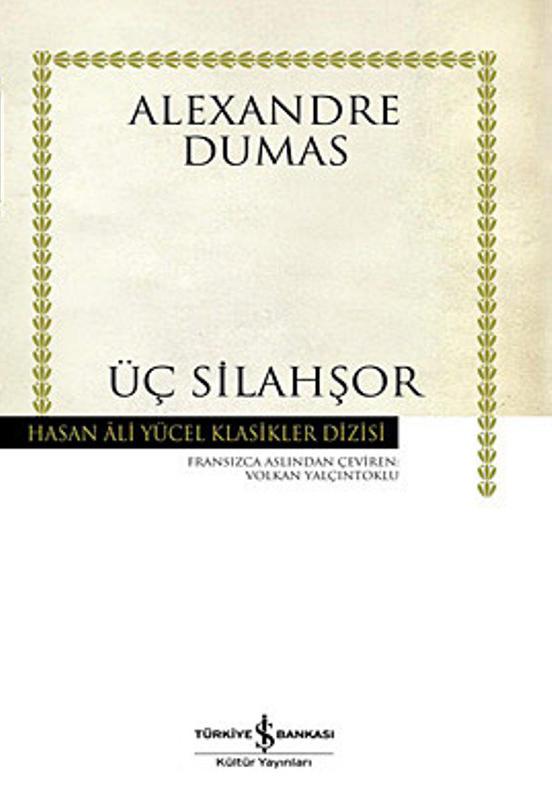 ALEXANDRE
DUMAS
ÜÇ SİLAHŞOR
HASAN ÂLİ YÜCEL KLASİKLER DİZİSİ
FRANSIZCA ASLINDAN ÇEVİREN:
VOLKAN YALÇINTOKLU
TÜRKİYE İŞ BANKASI
Kültür Yayınları